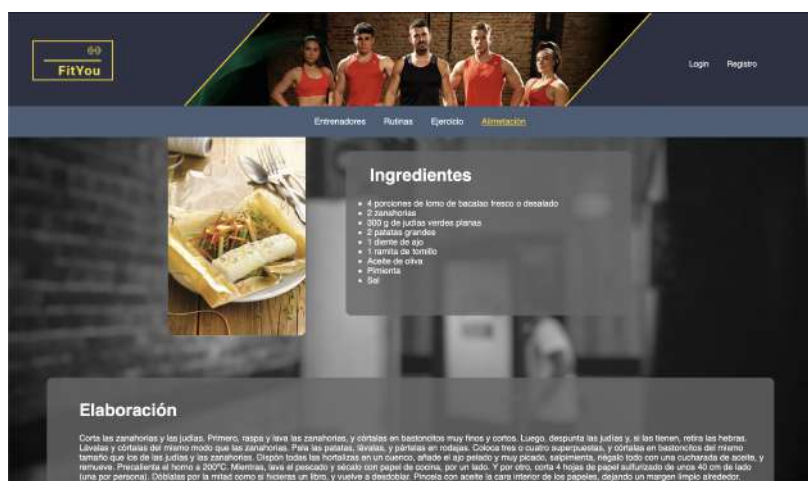 FitYou
Login Registro
Entrenadores Rutinas Ejercicio Alimetación
Ingredientes
4 porciones de lomo de bacalao fresco o desalado
2 zanahorias
300 g de judías verdes planas
2 patatas grandes
1 diente de ajo
1 ramita de tomillo
Aceite de oliva
Pimienta
Sal
Elaboración
Corta las zanahorias y las judías. Primero, raspa y lava las zanahorias, y córtalas en bastoncitos muy finos y cortos. Luego, despunta las judías y, si las tienen, retira las hebras.
Lávalas y córtalas del mismo modo que las zanahorias. Pela las patatas, lávalas, y pártelas en rodajas. Coloca tres o cuatro superpuestas, y córtalas en bastoncitos del mismo
tamaño que los de las judías y las zanahorias. Dispón todas las hortalizas en un cuenco, añade el ajo pelado y muy picado, salpimienta, riégalo todo con una cucharada de aceite, y
remueve. Precalienta el horno a 200ºC. Mientras, lava el pescado y sécalo con papel de cocina, por un lado. Y por otro, corta 4 hojas de papel sulfurizado de unos 40 cm de lado
(una por persona). Dóblalas por la mitad como si hicieras un libro, y vuelve a desdoblar. Pincela con aceite la cara interior de los papeles, dejando un margen limpio alrededor.